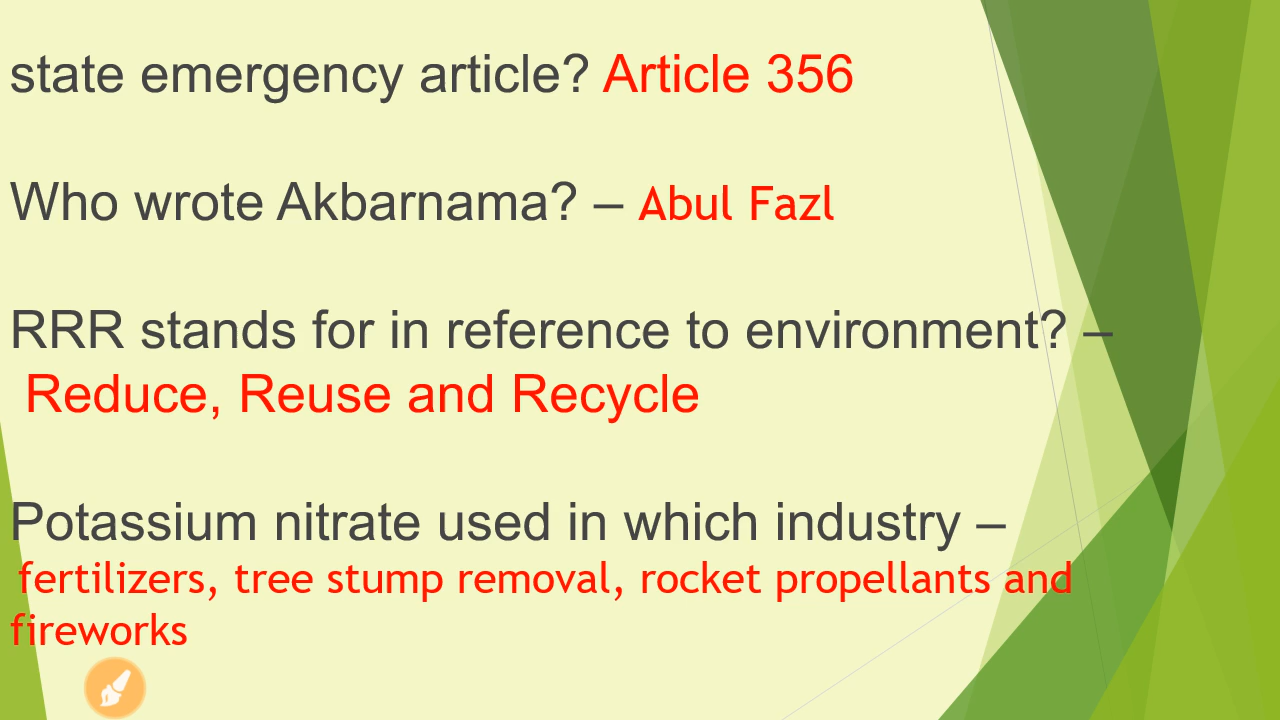 state emergency article? Article 356
Who wrote Akbarnama? – Abul Fazl
RRR stands for in reference to environment? –
Reduce, Reuse and Recycle
Potassium nitrate used in which industry –
fertilizers, tree stump removal, rocket propellants and
fireworks